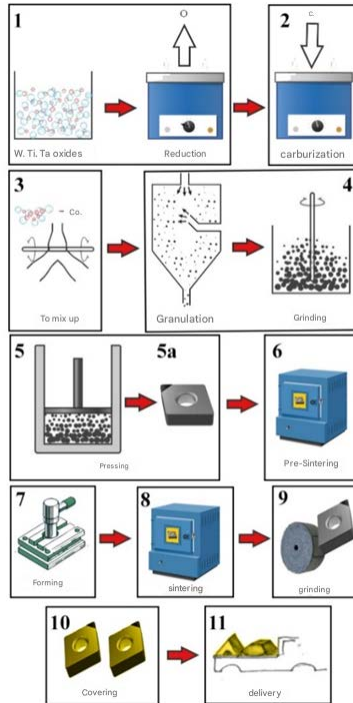 1
O
W. Ti. Ta oxides
Reduction
2
c.
carburization
3
Co.
To mix up
4
Granulation
Grinding
5
5a
Pressing
6
Pre-Sintering
7
Forming
8
sintering
9
grinding
10
Covering
11
delivery